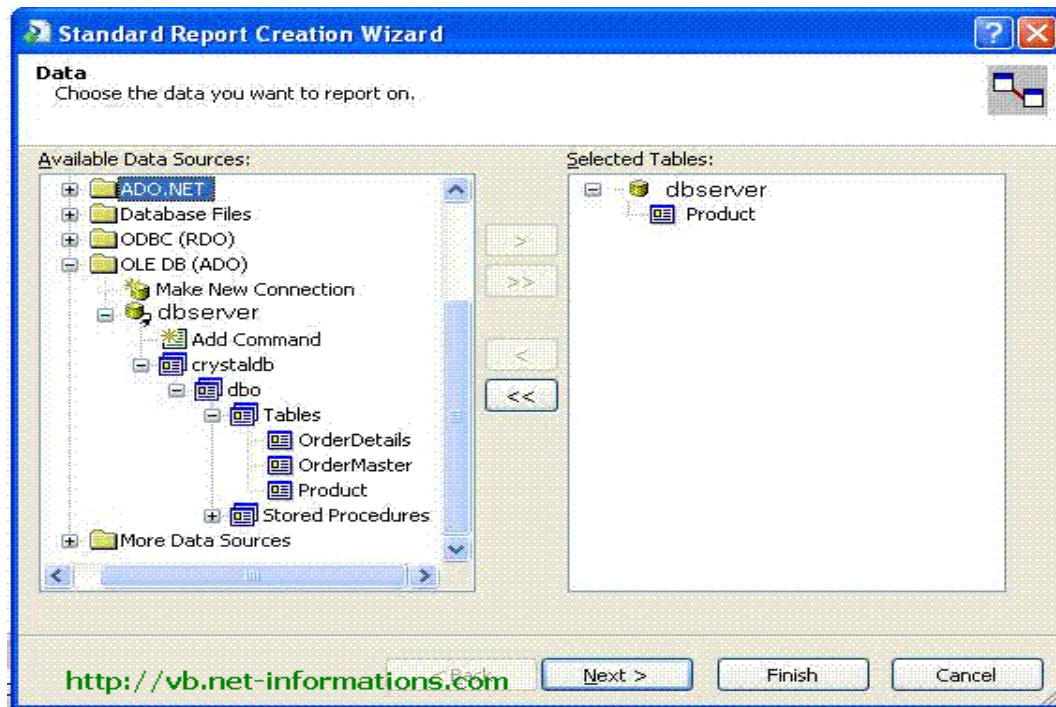 Standard Report Creation Wizard
?
Data
Choose the data you want to report on.
Available Data Sources:
ADO.NET
Database Files
ODBC (RDO)
OLE DB (ADO)
Make New Connection
dbserver
Add Command
crystaldb
dbo
Tables
OrderDetails
OrderMaster
Product
Stored Procedures
More Data Sources
>
>>
<
<<
Selected Tables:
dbserver
Product
http://vb.net-informations.com
< Back
Next >
Finish
Cancel